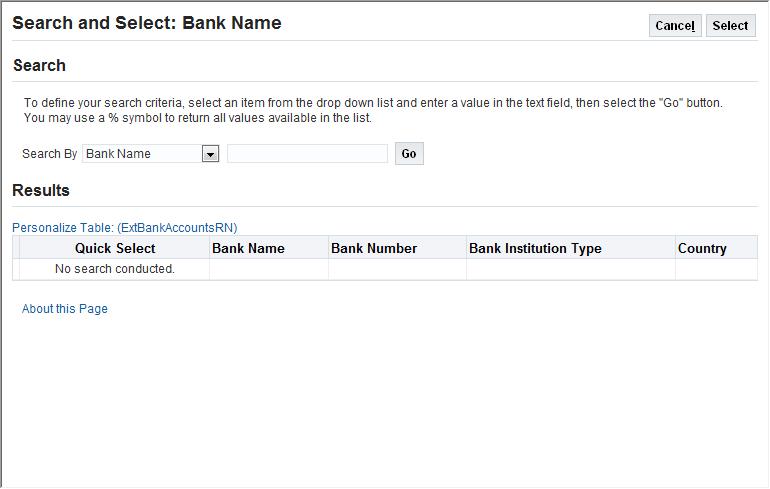 Search and Select: Bank Name
Cancel Select
Search
To define your search criteria, select an item from the drop down list and enter a value in the text field, then select the "Go" button.
You may use a % symbol to return all values available in the list.
Search By Bank Name Go
Results
Personalize Table: (ExtBankAccountsRN)
Quick Select Bank Name Bank Number Bank Institution Type Country
No search conducted.
About this Page